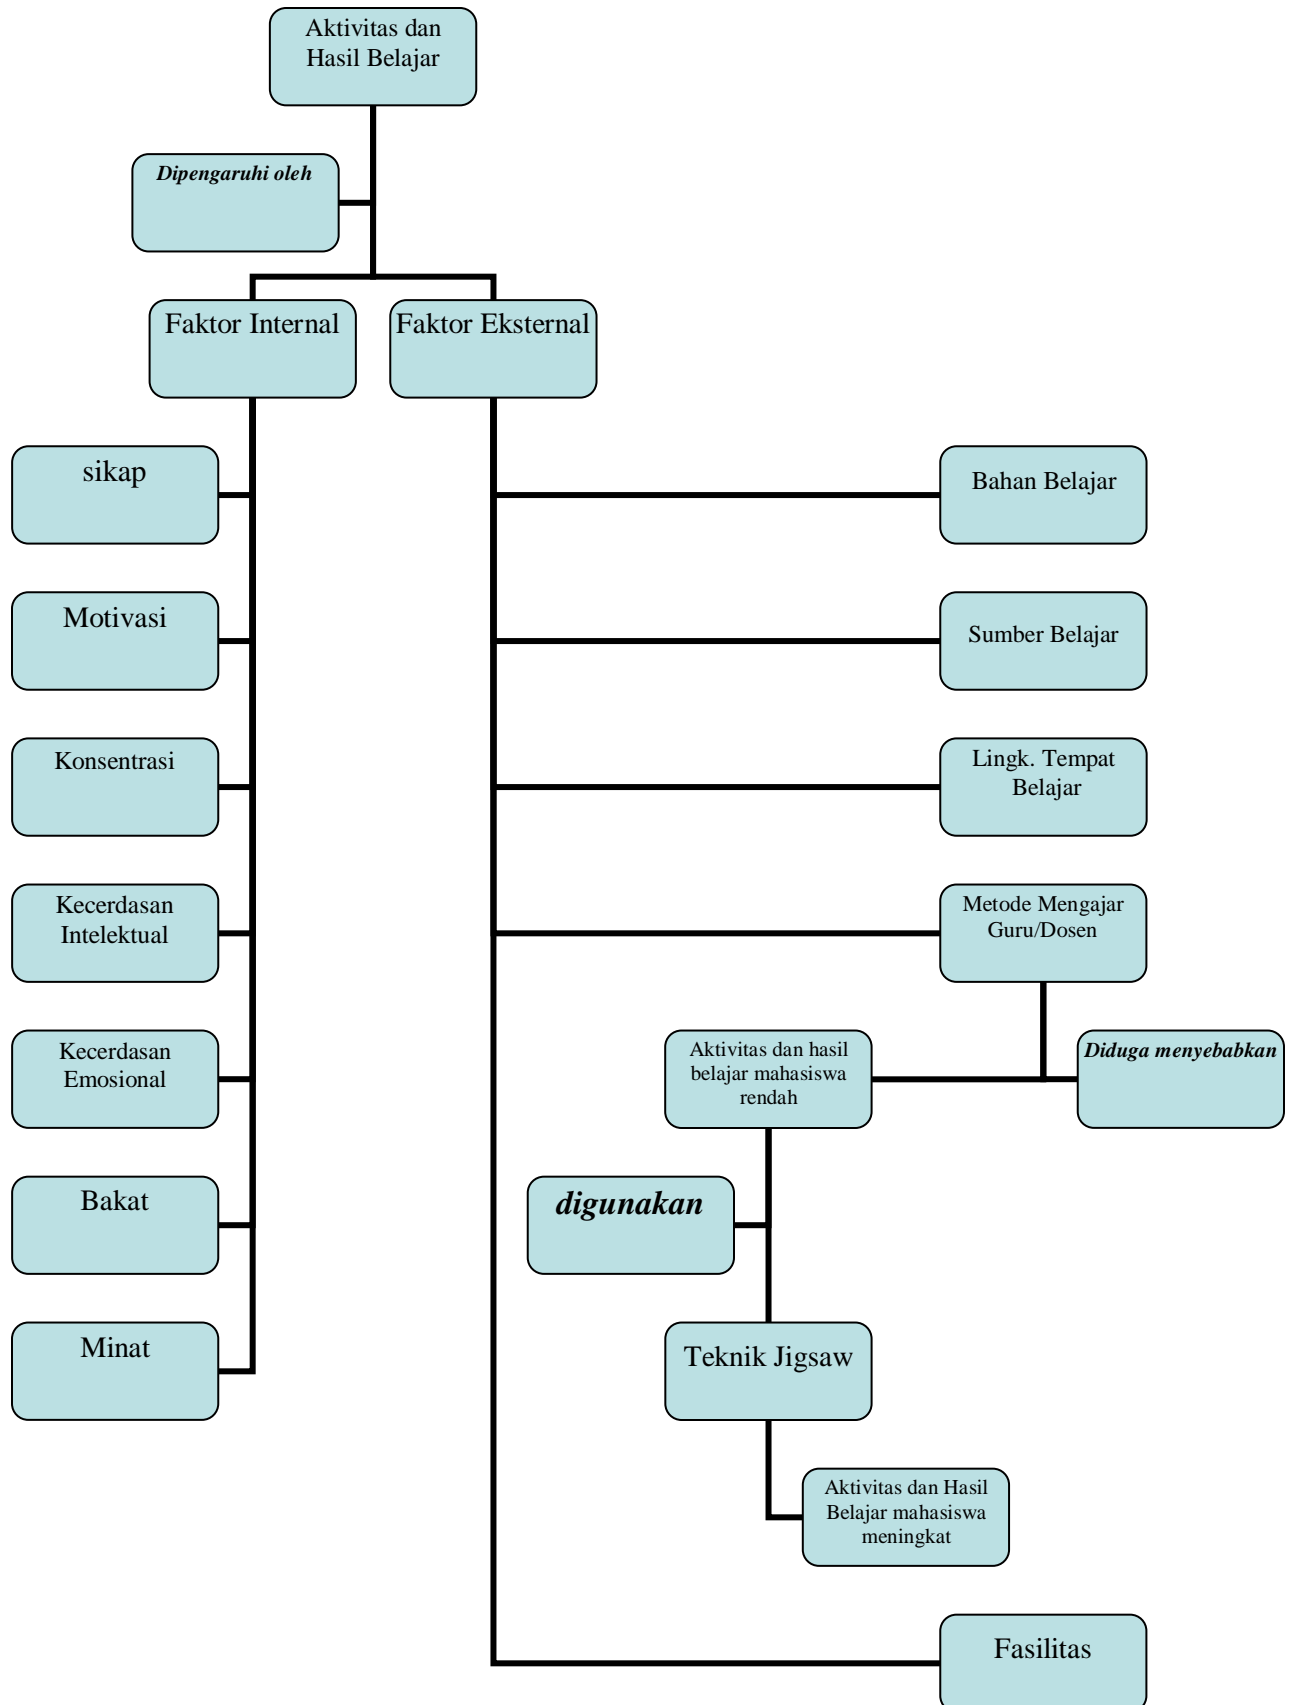 Aktivitas dan
Hasil Belajar
Dipengaruhi oleh
Faktor Internal
Faktor Eksternal
sikap
Bahan Belajar
Motivasi
Sumber Belajar
Konsentrasi
Lingk. Tempat
Belajar
Kecerdasan
Intelektual
Metode Mengajar
Guru/Dosen
Kecerdasan
Emosional
Aktivitas dan hasil
belajar mahasiswa
rendah
Diduga menyebabkan
Bakat
digunakan
Minat
Teknik Jigsaw
Aktivitas dan Hasil
Belajar mahasiswa
meningkat
Fasilitas